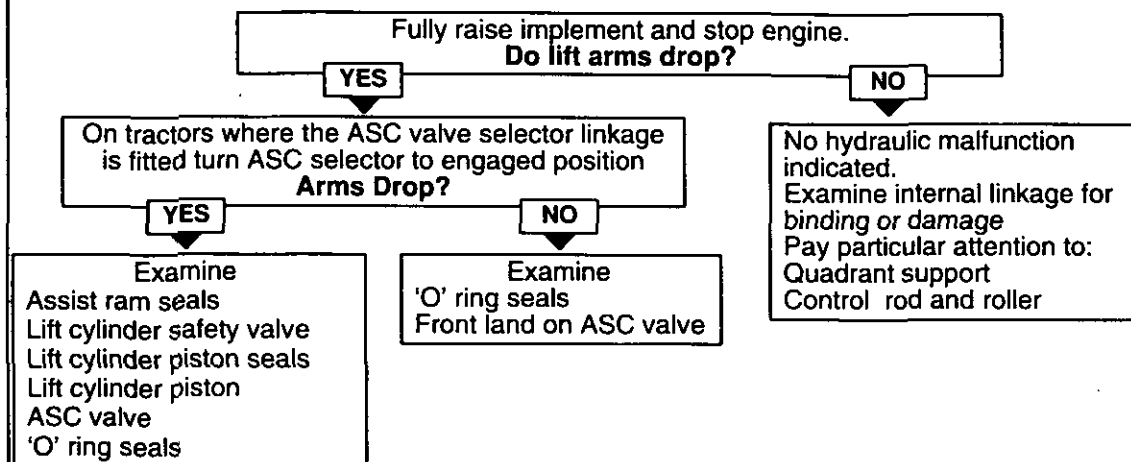 Fully raise implement and stop engine.
Do lift arms drop?
YES
NO
On tractors where the ASC valve selector linkage
is fitted turn ASC selector to engaged position
Arms Drop?
YES
NO
No hydraulic malfunction
indicated.
Examine internal linkage for
binding or damage
Pay particular attention to:
Quadrant support
Control rod and roller
Examine
Assist ram seals
Lift cylinder safety valve
Lift cylinder piston seals
Lift cylinder piston
ASC valve
'O' ring seals
Examine
'O' ring seals
Front land on ASC valve